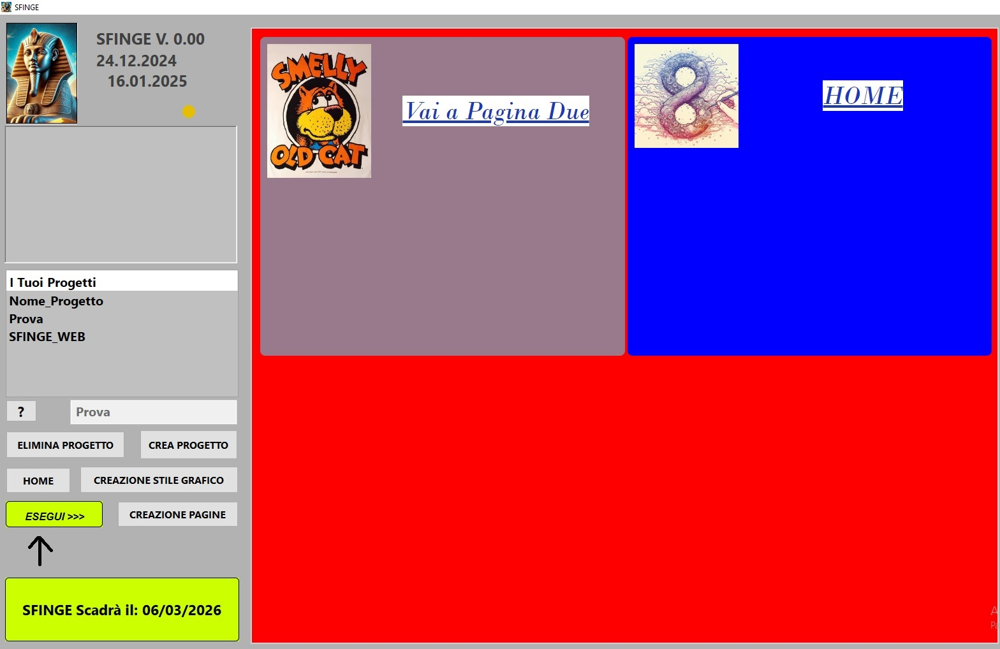 SFINGE
SFINGE V. 0.00
24.12.2024
16.01.2025
I Tuoi Progetti
Nome_Progetto
Prova
SFINGE_WEB
?
Prova
ELIMINA PROGETTO
CREA PROGETTO
HOME
CREAZIONE STILE GRAFICO
ESEGUI >>>
CREAZIONE PAGINE
SFINGE Scadrà il: 06/03/2026
SMELLY
OLD CAT
Vai a Pagina Due
8
HOME